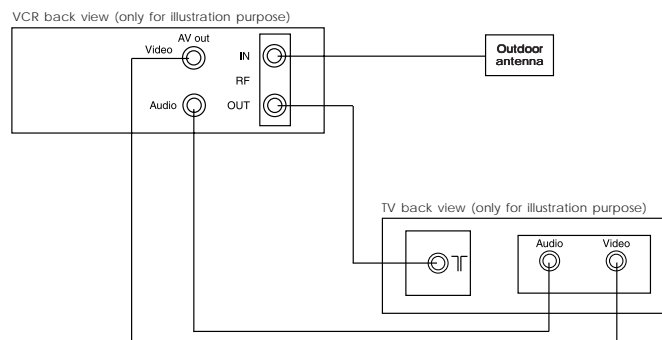 VCR back view (only for illustration purpose)
AV out
Video
IN
RF
Audio
OUT
Outdoor
antenna
TV back view (only for illustration purpose)
Audio
Video